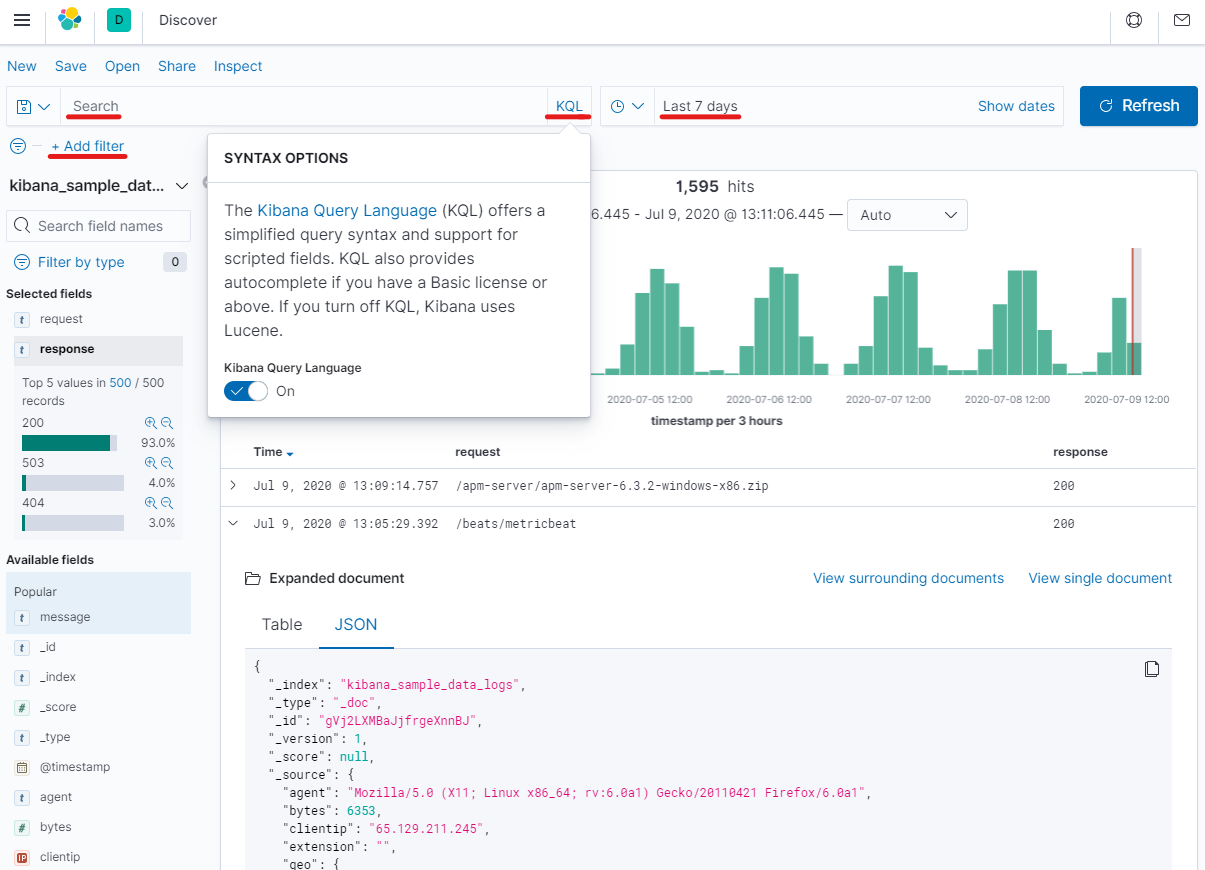 D Discover
New Save Open Share Inspect
Search KQL Last 7 days Show dates Refresh
+ Add filter
kibana_sample_dat...
Search field names
Filter by type 0
Selected fields
t request
t response
Top 5 values in 500 / 500
records
200
93.0%
503
4.0%
404
3.0%
Available fields
Popular
t message
t _id
t _index
# _score
t _type
@timestamp
t agent
# bytes
IP clientip
SYNTAX OPTIONS
The Kibana Query Language (KQL) offers a
simplified query syntax and support for
scripted fields. KQL also provides
autocomplete if you have a Basic license or
above. If you turn off KQL, Kibana uses
Lucene.
Kibana Query Language
On
1,595 hits
6.445 - Jul 9, 2020 @ 13:11:06.445 — Auto
2020-07-05 12:00 2020-07-06 12:00 2020-07-07 12:00 2020-07-08 12:00 2020-07-09 12:00
timestamp per 3 hours
Time request response
Jul 9, 2020 @ 13:09:14.757 /apm-server/apm-server-6.3.2-windows-x86.zip 200
Jul 9, 2020 @ 13:05:29.392 /beats/metricbeat 200
Expanded document View surrounding documents View single document
Table JSON
{
"_index": "kibana_sample_data_logs",
"_type": "_doc",
"_id": "gVj2LXMBaJjfrgeXnnBJ",
"_version": 1,
"_score": null,
"_source": {
"agent": "Mozilla/5.0 (X11; Linux x86_64; rv:6.0a1) Gecko/20110421 Firefox/6.0a1",
"bytes": 6353,
"clientip": "65.129.211.245",
"extension": "",
"geo": {